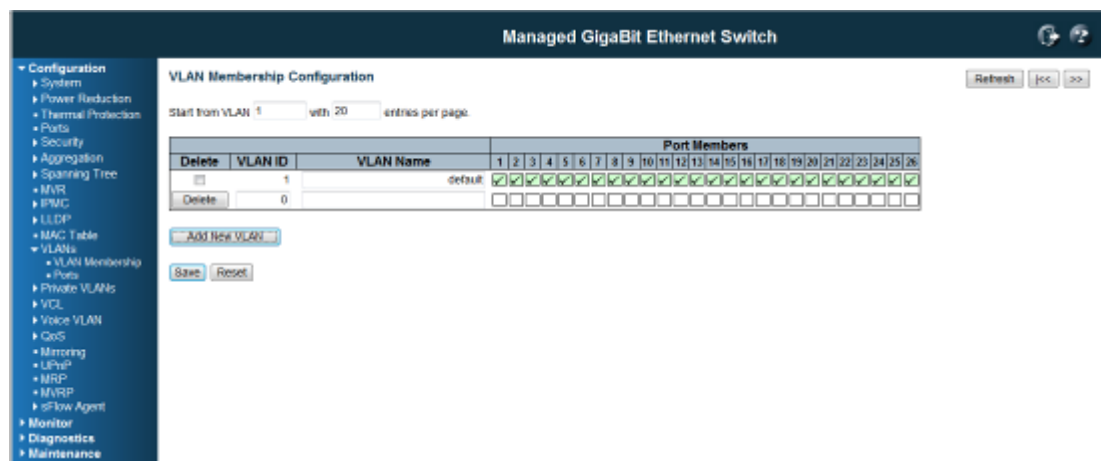 Managed GigaBit Ethernet Switch
Configuration
System
Power Reduction
Thermal Protection
Ports
Security
Aggregation
Spanning Tree
MVR
IPMC
LLDP
MAC Table
VLANs
VLAN Membership
Ports
Private VLANs
VCL
Voice VLAN
QoS
Mirroring
UPnP
MRP
MVRP
sFlow Agent
Monitor
Diagnostics
Maintenance
VLAN Membership Configuration
Refresh |<< >>
Start from VLAN 1 with 20 entries per page.
Port Members
Delete VLAN ID VLAN Name 1 2 3 4 5 6 7 8 9 10 11 12 13 14 15 16 17 18 19 20 21 22 23 24 25 26
1 default
Delete 0
Add New VLAN
Save Reset